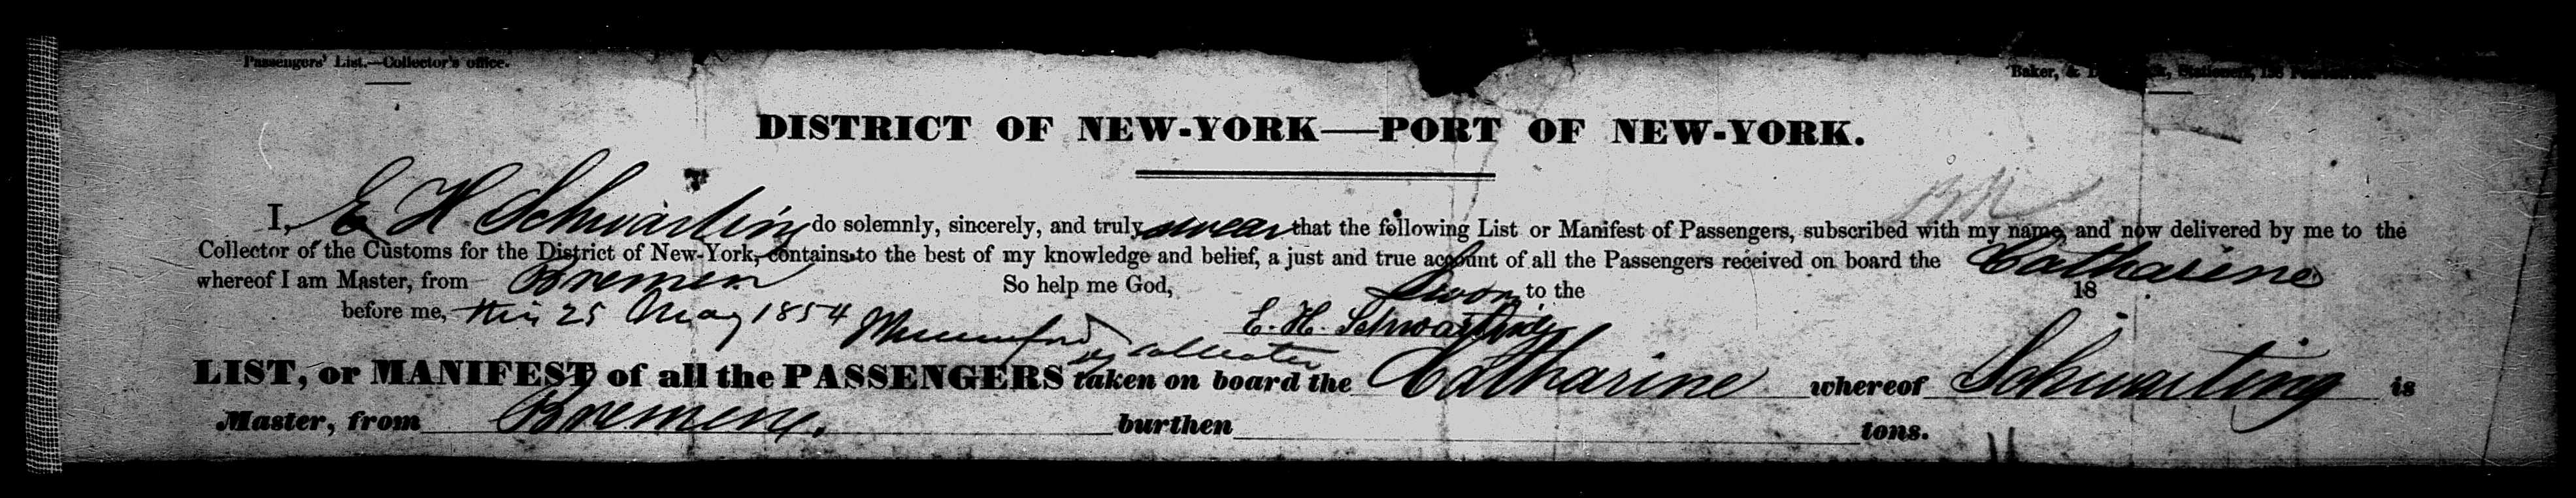 Passengers' List.—Collector's office.
Baker, &
DISTRICT OF NEW-YORK—PORT OF NEW-YORK.
I, E H Schwarting do solemnly, sincerely, and truly swear that the following List or Manifest of Passengers, subscribed with my name, and now delivered by me to the
Collector of the Customs for the District of New-York, contains to the best of my knowledge and belief, a just and true account of all the Passengers received on board the Catharine
whereof I am Master, from Bremen So help me God, Sworn to the 18
before me, this 25 May 1854 E. H. Schwarting
LIST, or MANIFEST of all the PASSENGERS taken on board the Catharine whereof Schwarting is
Master, from Bremen. burthen tons.